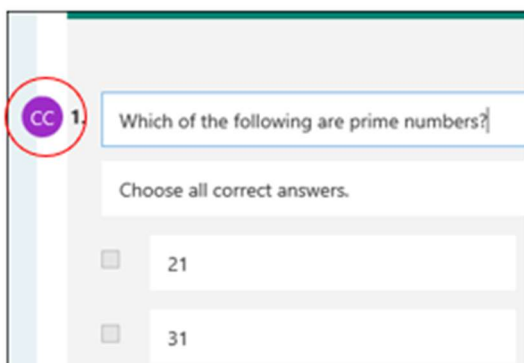 CC 1. Which of the following are prime numbers?
Choose all correct answers.
21
31